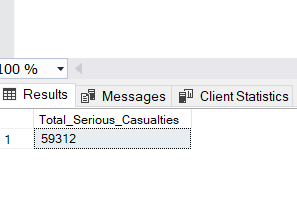 100 %
Results Messages Client Statistics
Total_Serious_Casualties
1 59312